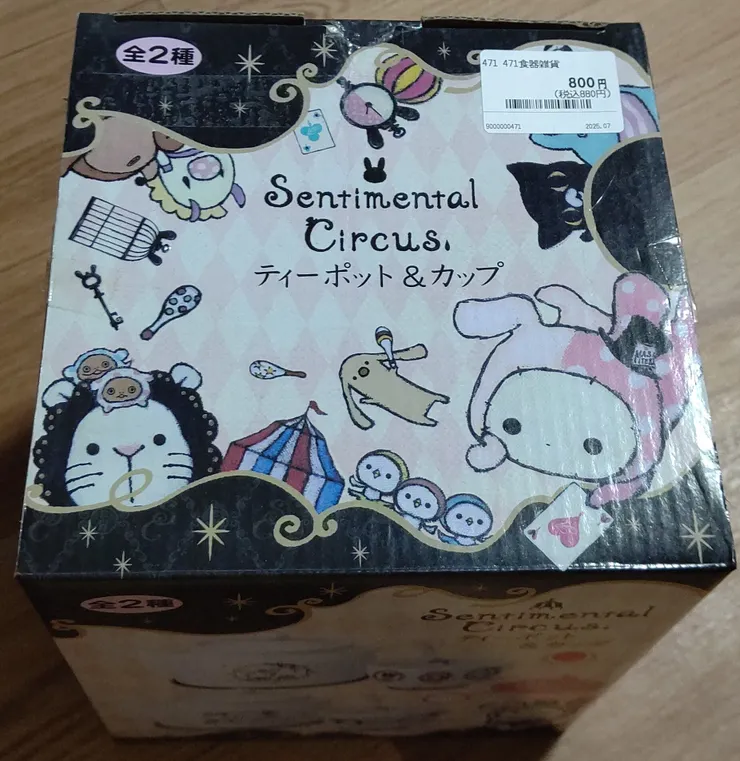 全2種
471 471食器雑貨
800円
(税込880円)
9000000471 2025.07
Sentimental
Circus.
ティーポット&カップ
全2種
Sentimental
Circus.